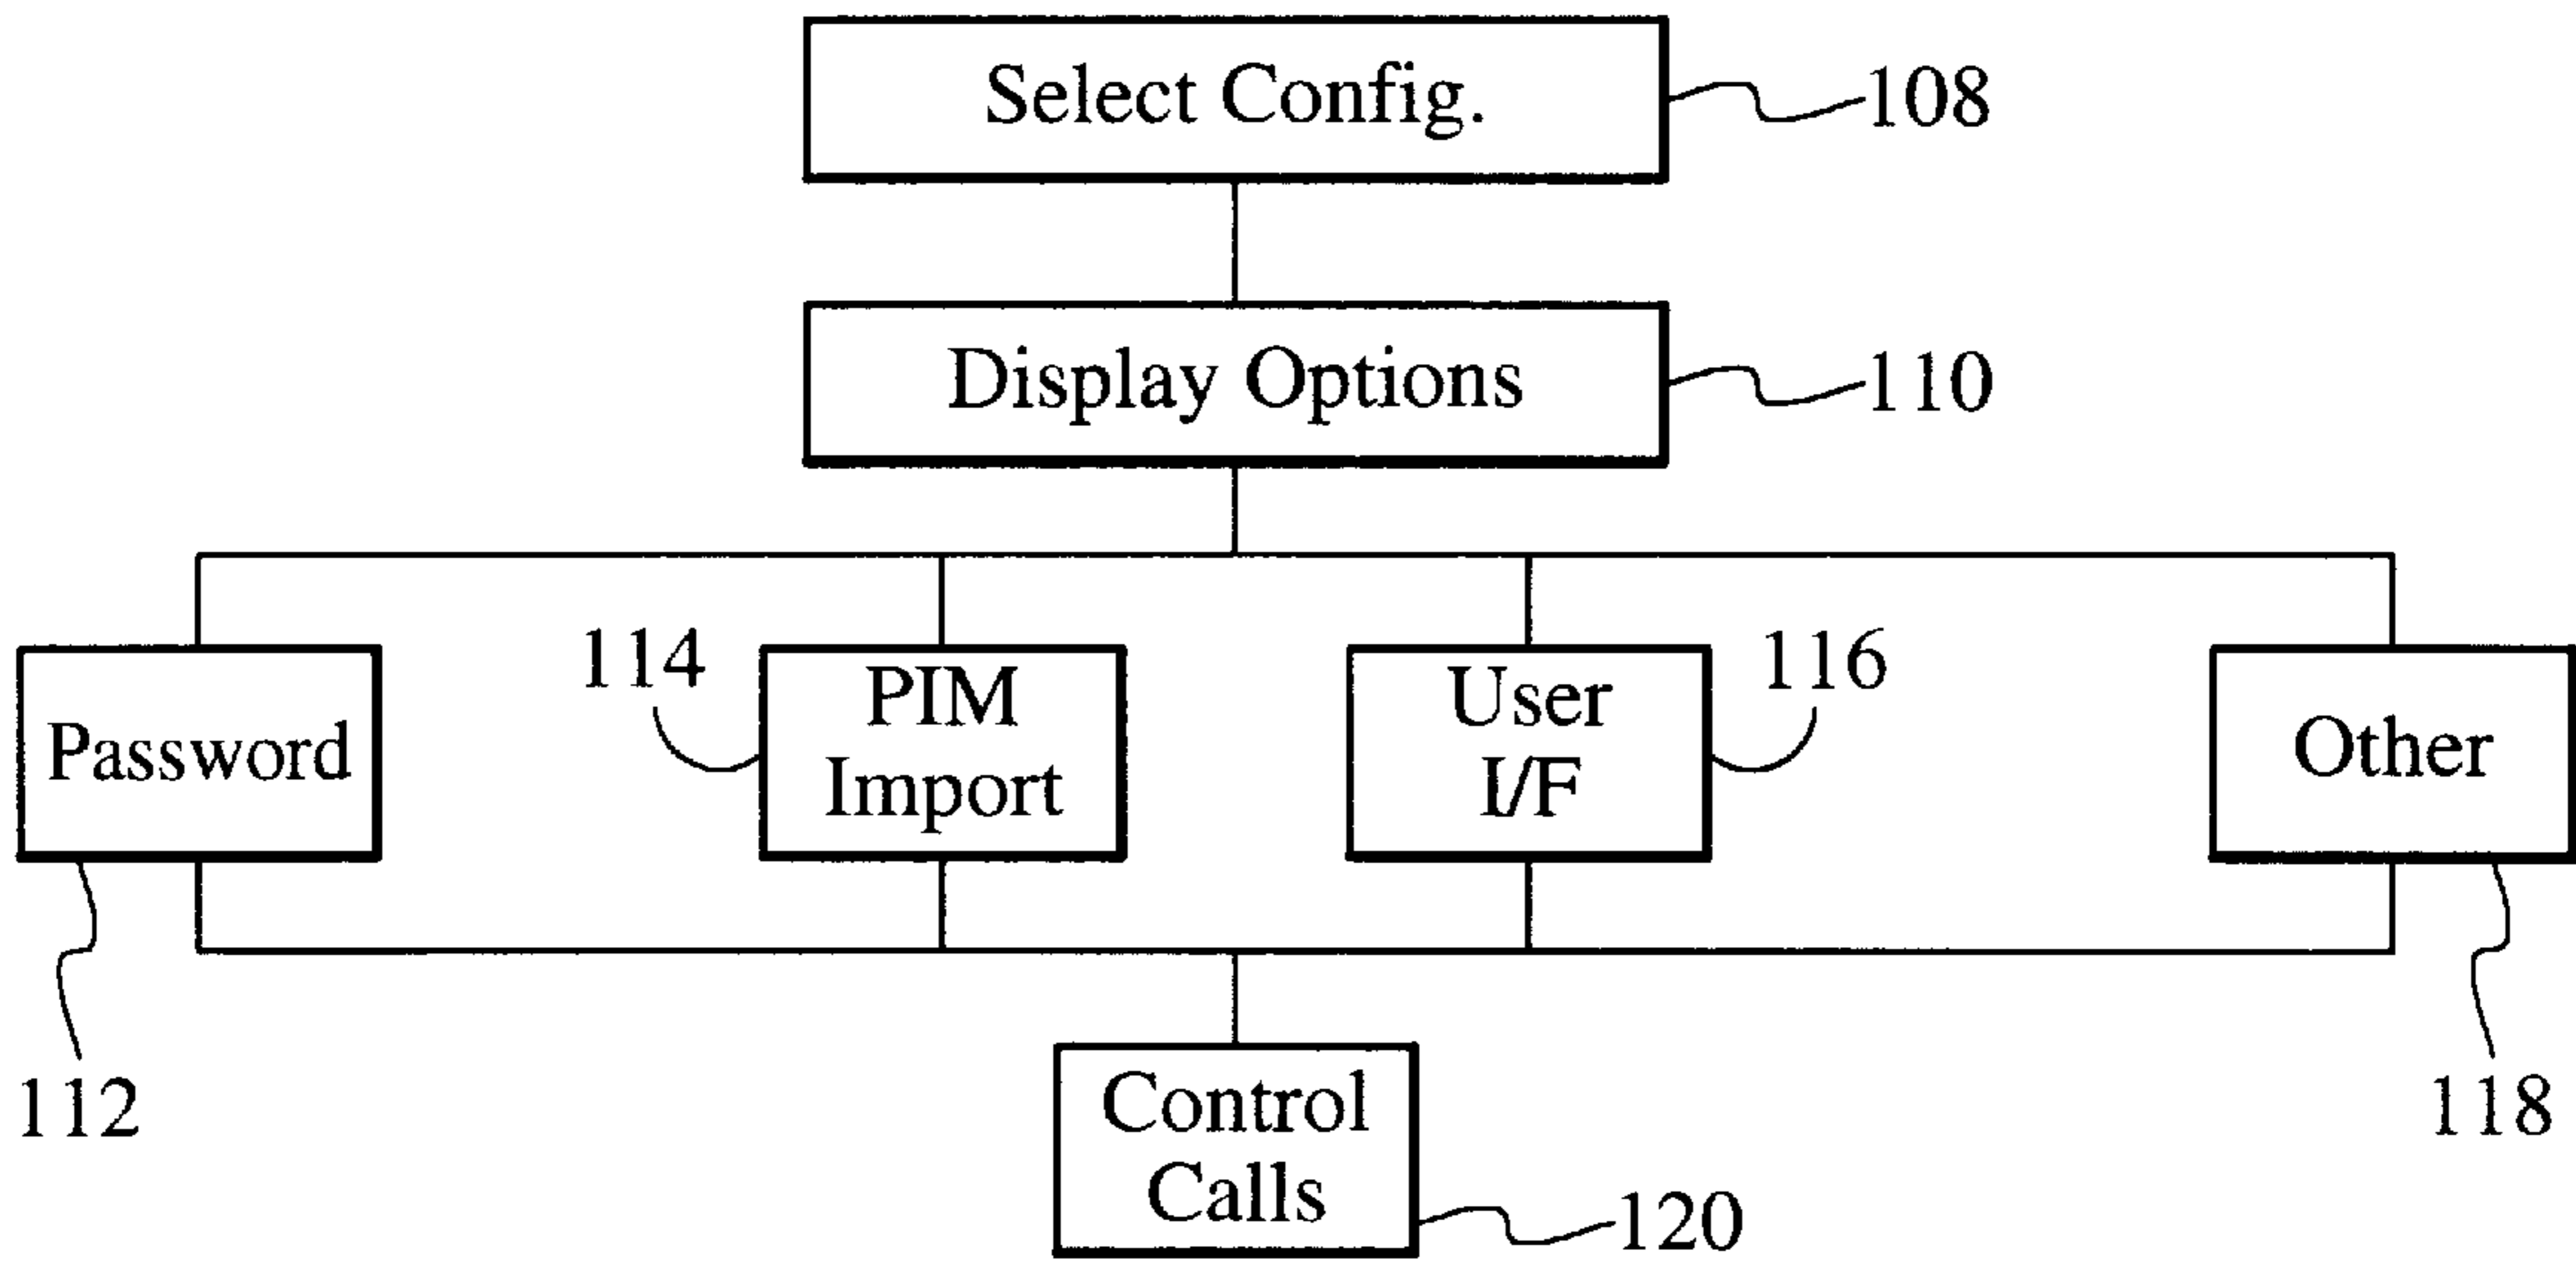 Select Config.
108
Display Options
110
Password
114
PIM
Import
User
I/F
116
Other
112
Control
Calls
118
120